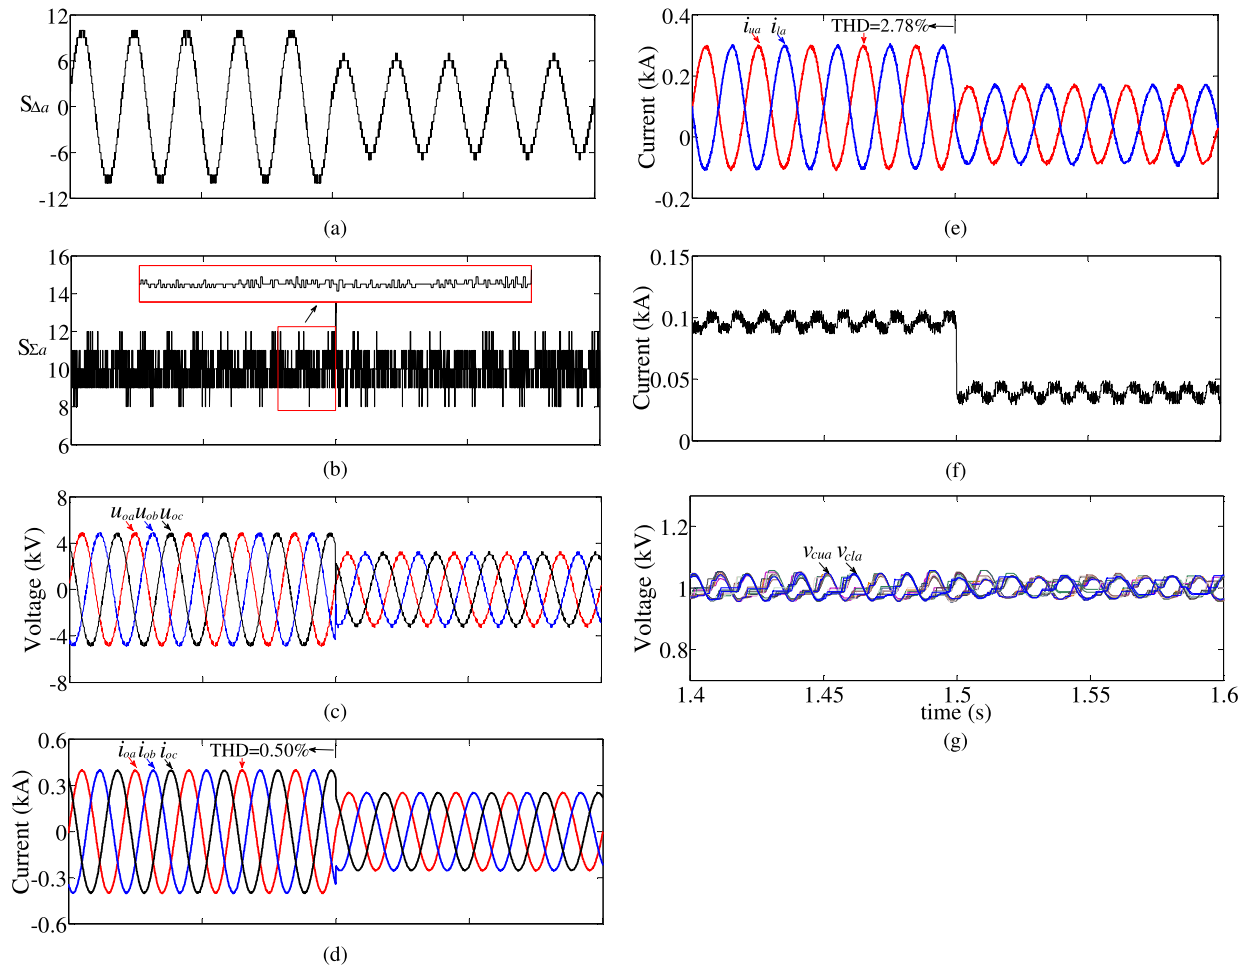 12
6
0
-6
-12
SΔa
(a)
16
14
12
10
8
6
SΣa
(b)
8
4
0
-4
-8
Voltage (kV)
uoa uob uoc
(c)
0.6
0.3
0
-0.3
-0.6
Current (kA)
ioa iob ioc
THD=0.50%
(d)
0.4
0.2
0
-0.2
Current (kA)
iua ila
THD=2.78%
(e)
0.15
0.1
0.05
0
Current (kA)
(f)
1.2
1
0.8
Voltage (kV)
vcua vcla
1.4 1.45 1.5 1.55 1.6
time (s)
(g)